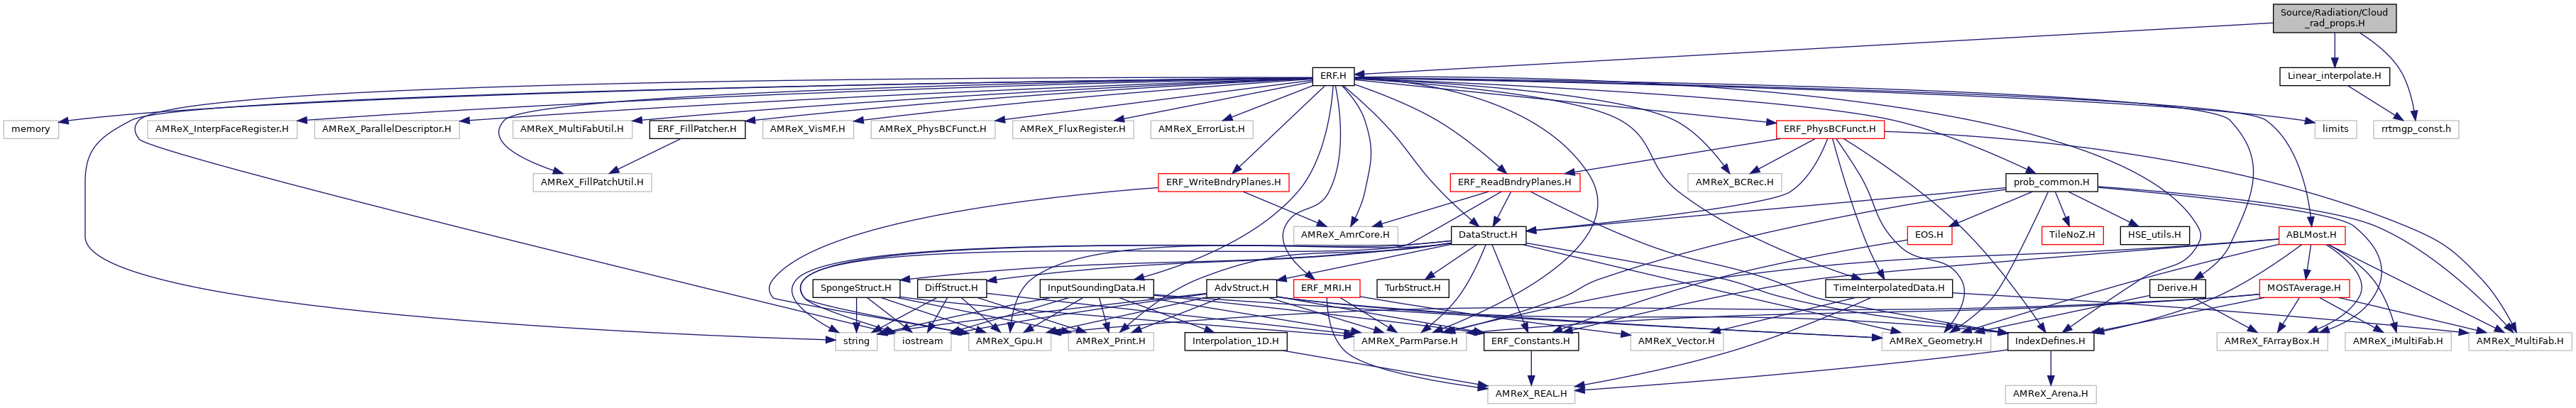 Source/Radiation/Cloud
_rad_props.H
ERF.H
Linear_interpolate.H
memory
AMReX_InterpFaceRegister.H
AMReX_ParallelDescriptor.H
AMReX_MultiFabUtil.H
ERF_FillPatcher.H
AMReX_VisMF.H
AMReX_PhysBCFunct.H
AMReX_FluxRegister.H
AMReX_ErrorList.H
ERF_PhysBCFunct.H
limits
rrtmgp_const.h
AMReX_FillPatchUtil.H
ERF_WriteBndryPlanes.H
ERF_ReadBndryPlanes.H
AMReX_BCRec.H
prob_common.H
AMReX_AmrCore.H
DataStruct.H
EOS.H
TileNoZ.H
HSE_utils.H
ABLMost.H
SpongeStruct.H
DiffStruct.H
InputSoundingData.H
AdvStruct.H
ERF_MRI.H
TurbStruct.H
TimeInterpolatedData.H
Derive.H
MOSTAverage.H
string
iostream
AMReX_Gpu.H
AMReX_Print.H
Interpolation_1D.H
AMReX_ParmParse.H
ERF_Constants.H
AMReX_Vector.H
AMReX_Geometry.H
IndexDefines.H
AMReX_FArrayBox.H
AMReX_iMultiFab.H
AMReX_MultiFab.H
AMReX_REAL.H
AMReX_Arena.H